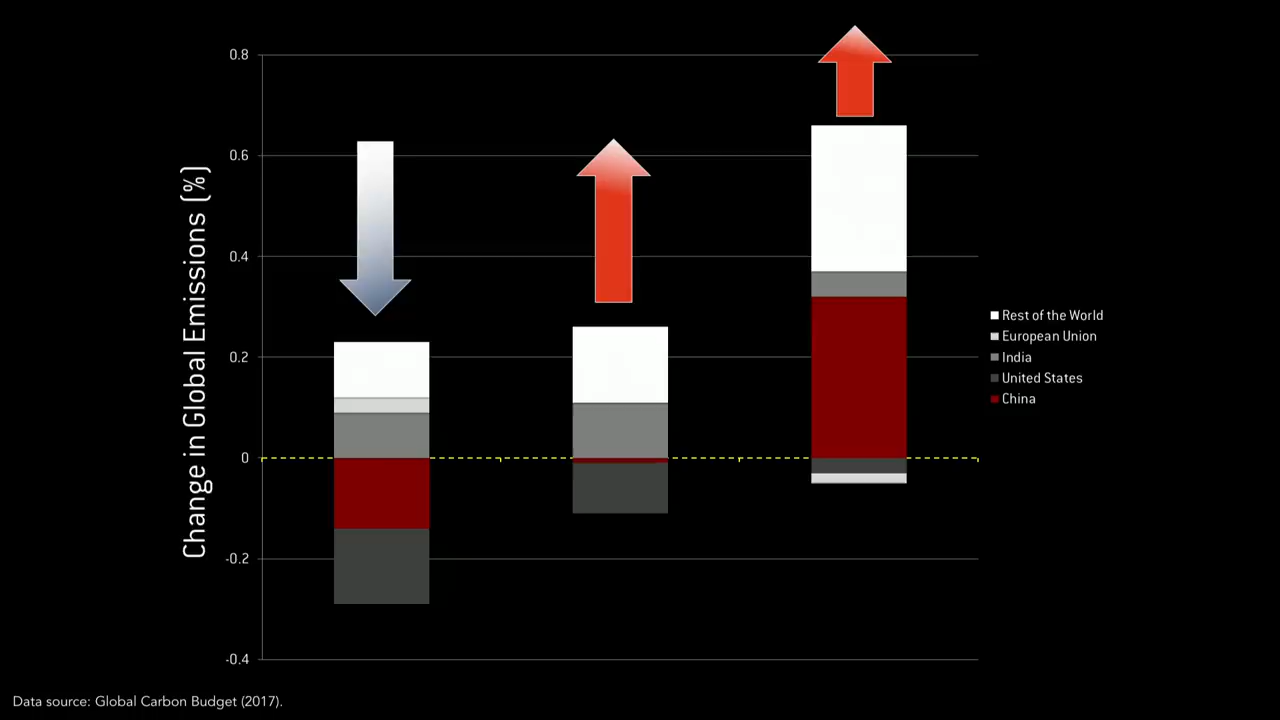 0.8
0.6
0.4
0.2
0
-0.2
-0.4
Change in Global Emissions (%)
Rest of the World
European Union
India
United States
China
Data source: Global Carbon Budget (2017).